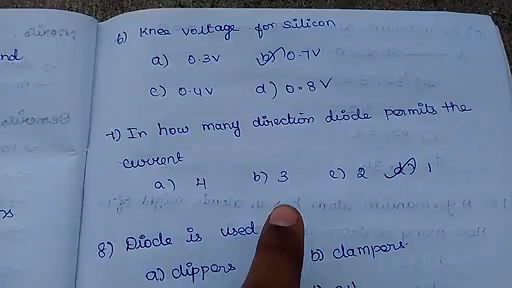 nd
6) Knee voltage for silicon
a) 0.3V b) 0.7V
c) 0.4V d) 0.8V
7) In how many direction diode permits the
current
a) 4 b) 3 c) 2 d) 1
8) Diode is used
a) clippers b) clampers